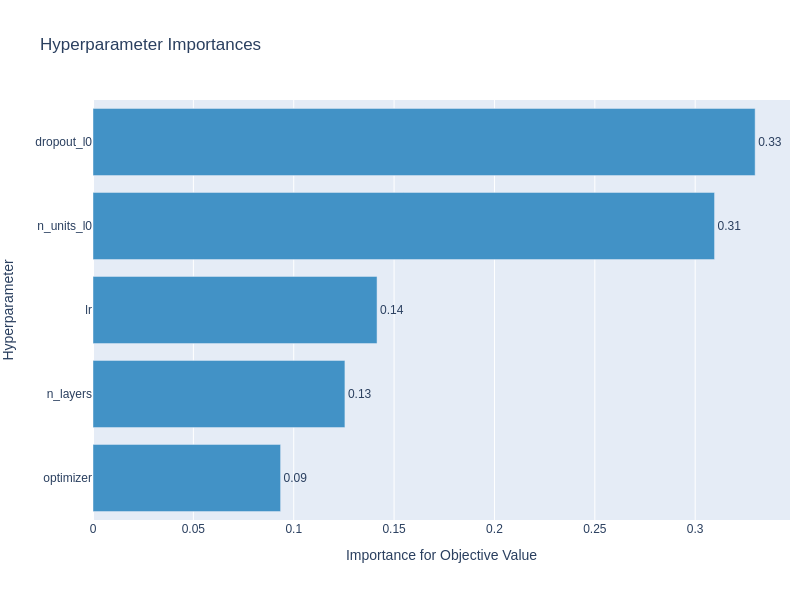 Hyperparameter Importances
Hyperparameter
dropout_l0
0.33
n_units_l0
0.31
lr
0.14
n_layers
0.13
optimizer
0.09
0
0.05
0.1
0.15
0.2
0.25
0.3
Importance for Objective Value